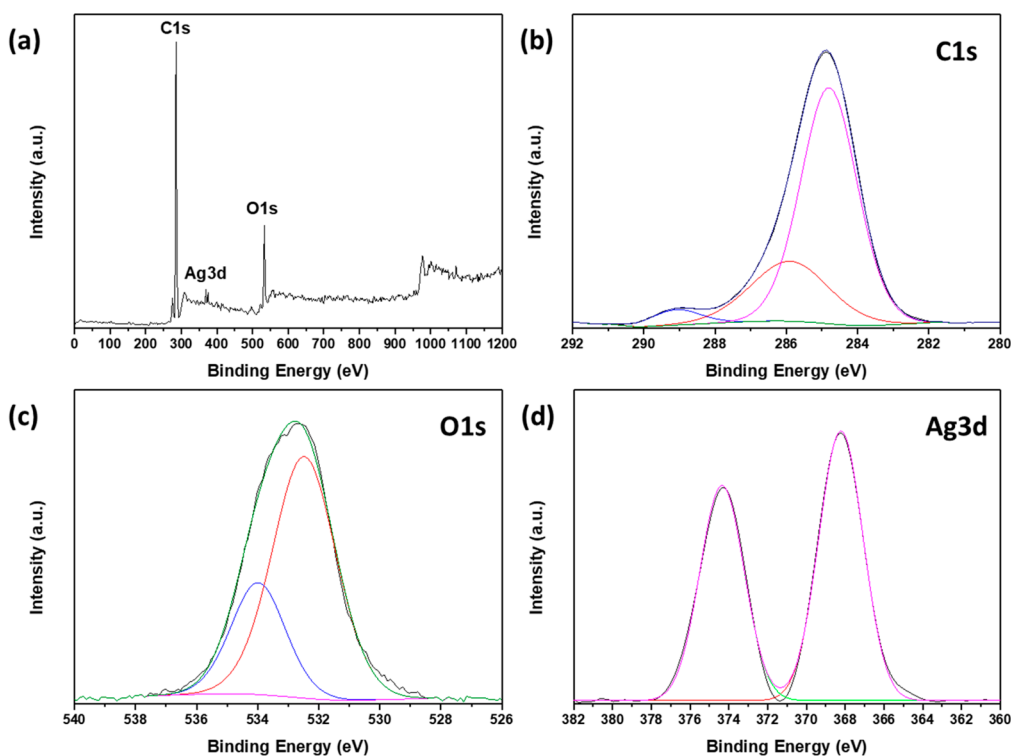 (a)
C1s
Ag3d
O1s
Intensity (a.u.)
0 100 200 300 400 500 600 700 800 900 1000 1100 1200
Binding Energy (eV)
(b)
C1s
Intensity (a.u.)
292 290 288 286 284 282 280
Binding Energy (eV)
(c)
O1s
Intensity (a.u.)
540 538 536 534 532 530 528 526
Binding Energy (eV)
(d)
Ag3d
Intensity (a.u.)
382 380 378 376 374 372 370 368 366 364 362 360
Binding Energy (eV)